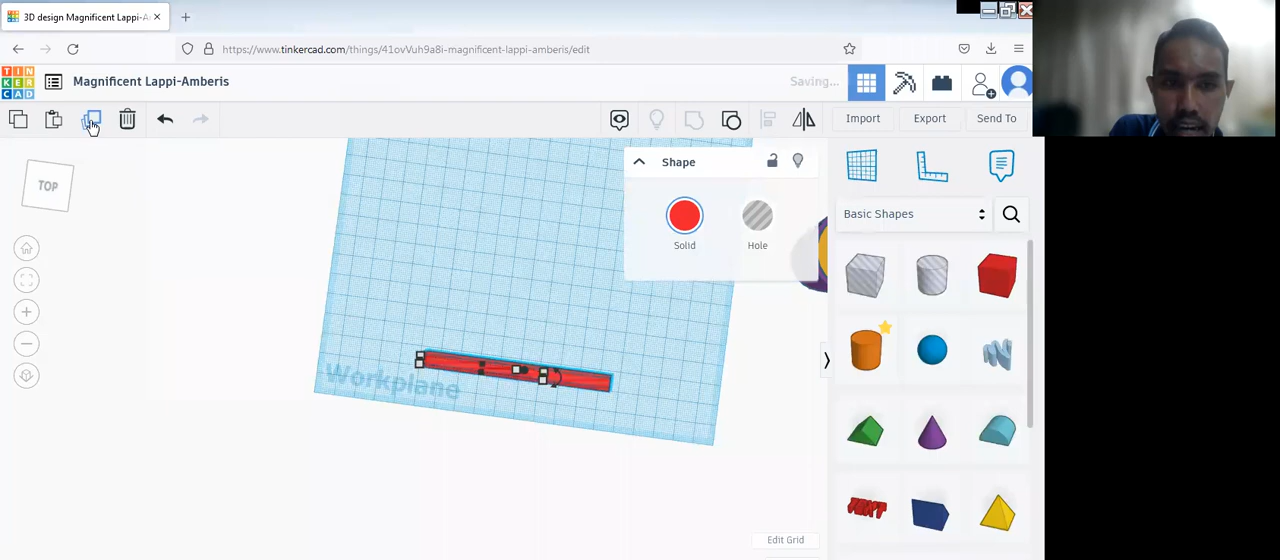 3D design Magnificent Lappi-A
https://www.tinkercad.com/things/41ovVuh9a8i-magnificent-lappi-amberis/edit
TIN
KER
CAD
Magnificent Lappi-Amberis
Saving...
Import
Export
Send To
TOP
Shape
Solid
Hole
Basic Shapes
Workplane
TEXT
Edit Grid